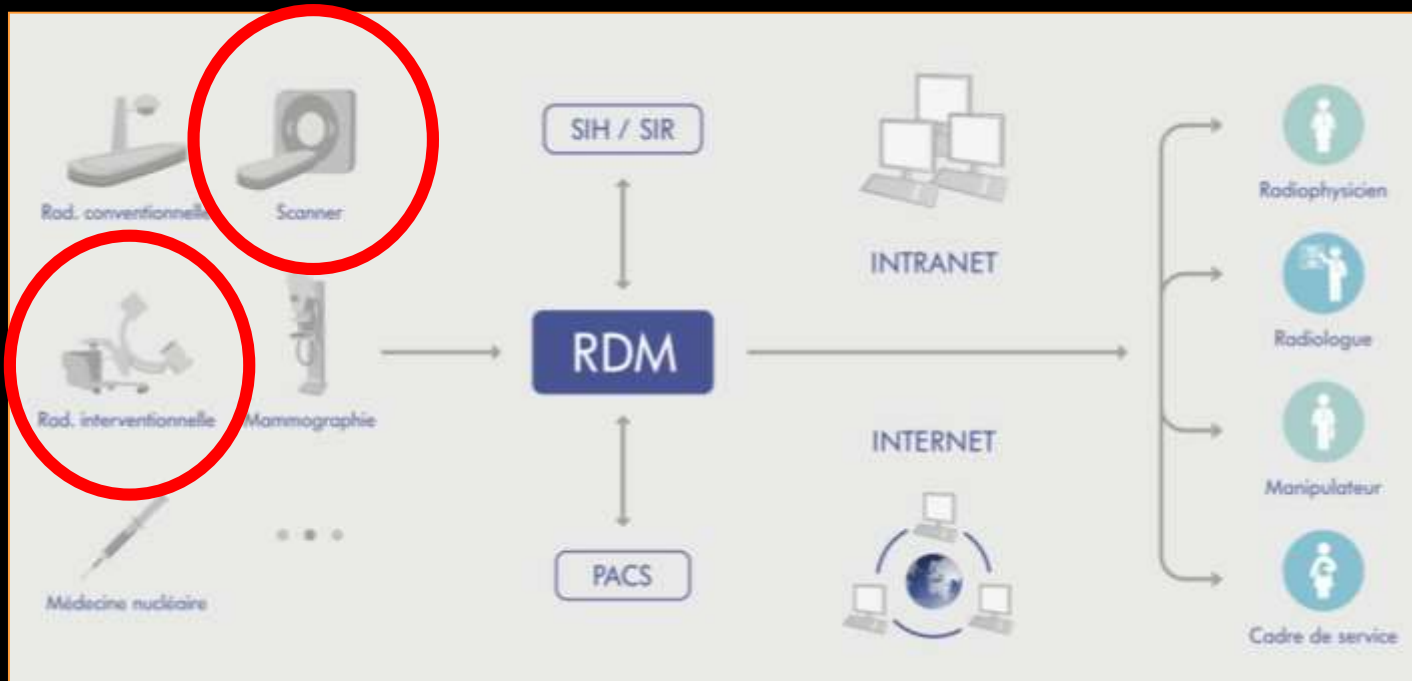 Rad. conventionnelle
Scanner
Rad. interventionnelle
Mammographie
Médecine nucléaire
SIH / SIR
RDM
PACS
INTRANET
INTERNET
Radiophysicien
Radiologue
Manipulateur
Cadre de service